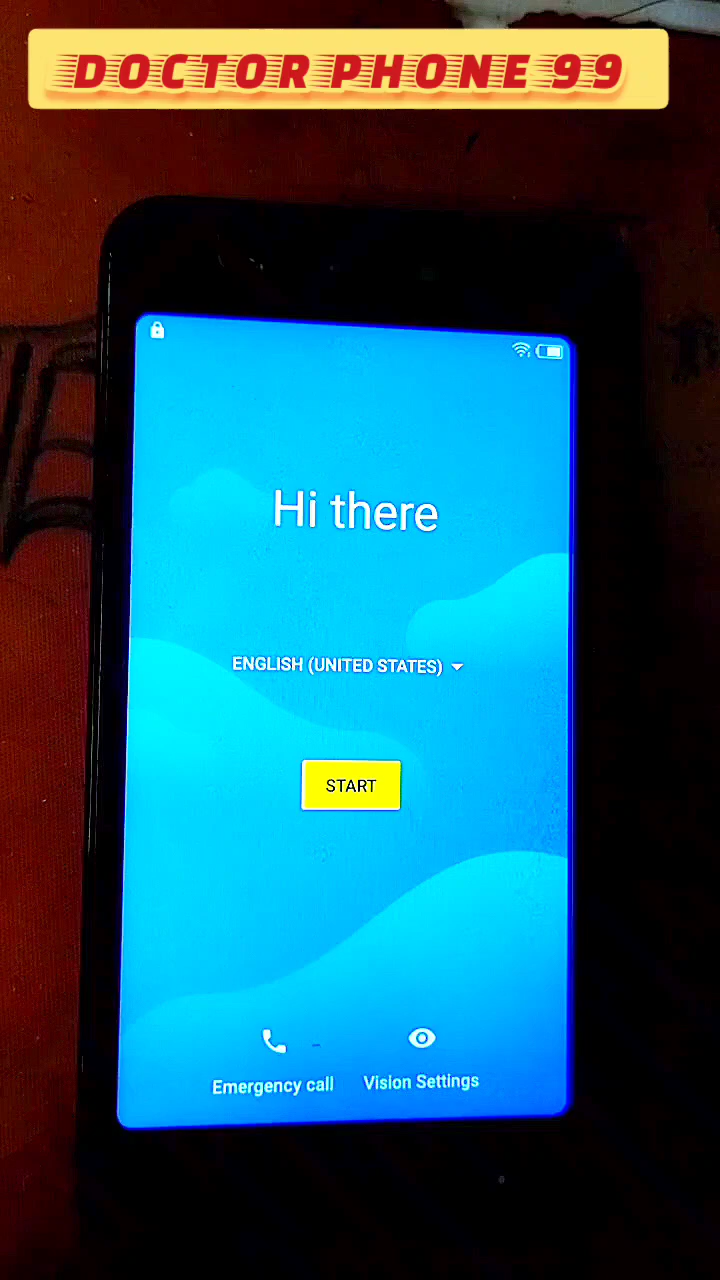 DOCTOR PHONE 99
Hi there
ENGLISH (UNITED STATES)
START
Emergency call
Vision Settings